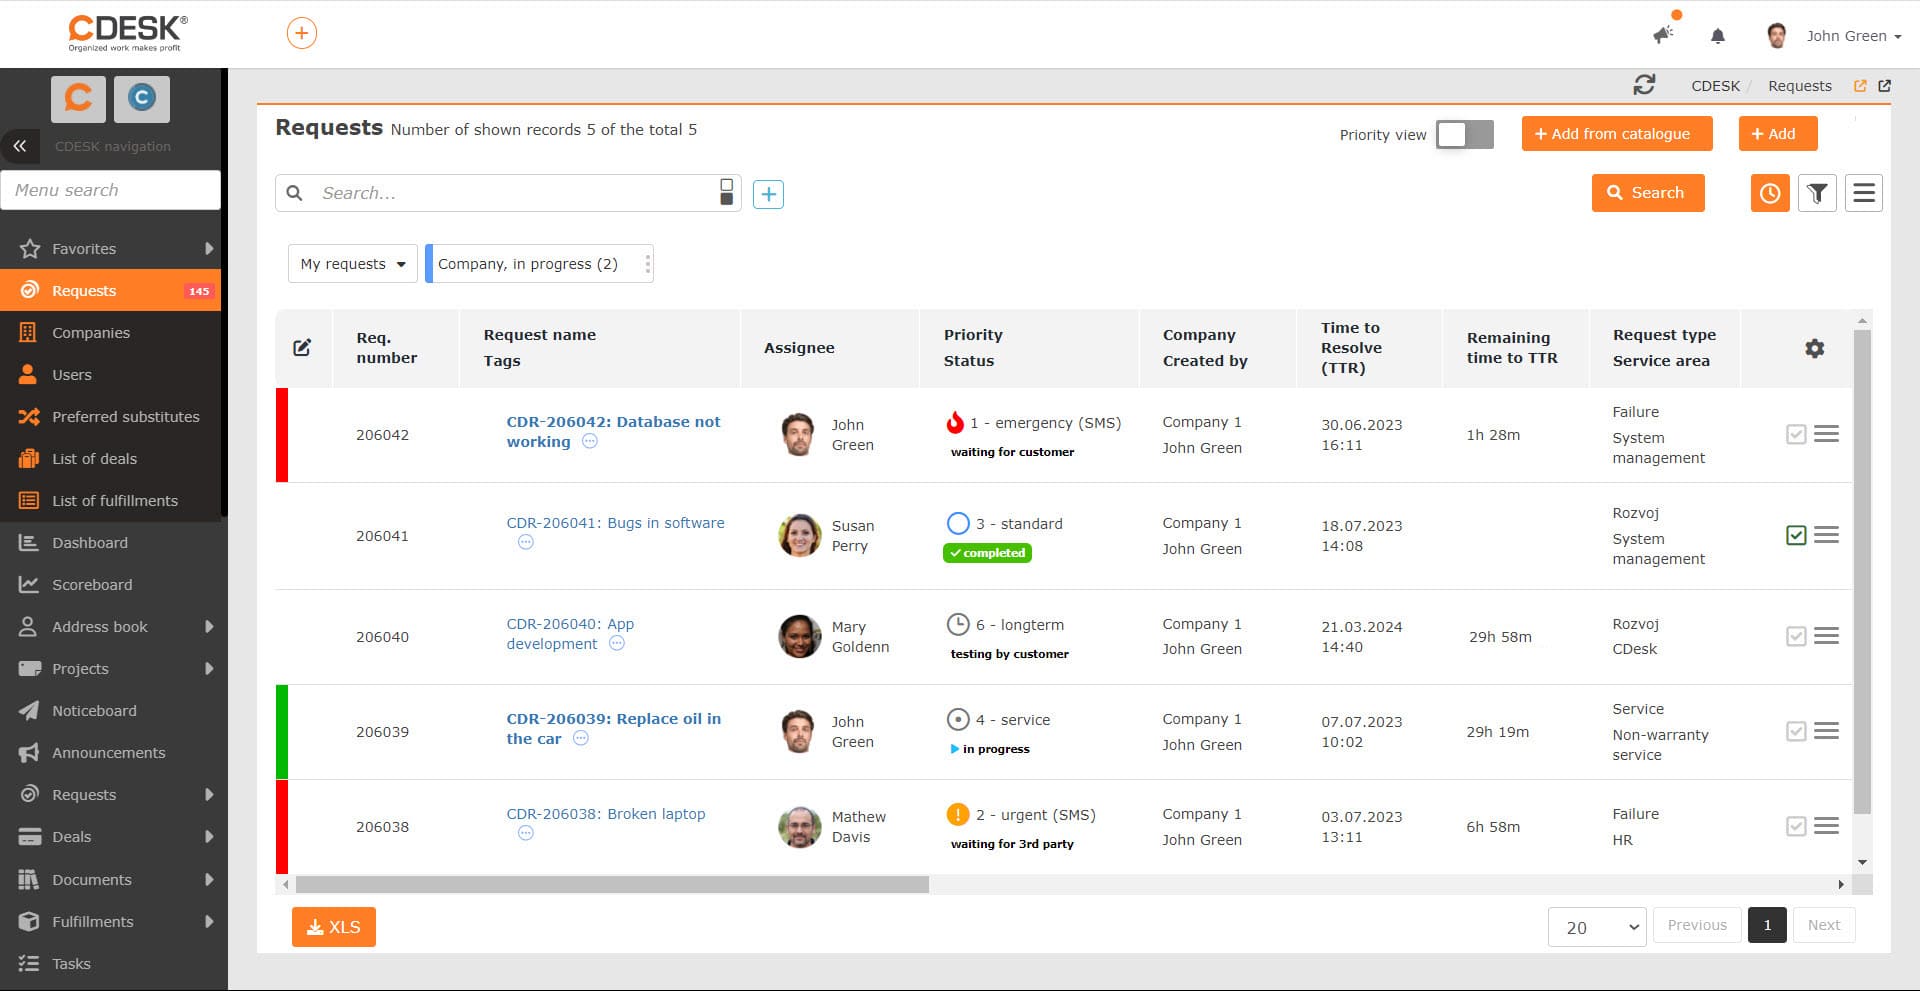 CDESK®
Organized work makes profit
John Green
CDESK / Requests
CDESK navigation
Menu search
Favorites
Requests 145
Companies
Users
Preferred substitutes
List of deals
List of fulfillments
Dashboard
Scoreboard
Address book
Projects
Noticeboard
Announcements
Requests
Deals
Documents
Fulfillments
Tasks
Requests Number of shown records 5 of the total 5
Priority view
+ Add from catalogue
+ Add
Search...
Search
My requests
Company, in progress (2)
Req.
number
Request name
Tags
Assignee
Priority
Status
Company
Created by
Time to
Resolve
(TTR)
Remaining
time to TTR
Request type
Service area
206042
CDR-206042: Database not
working
John
Green
1 - emergency (SMS)
waiting for customer
Company 1
John Green
30.06.2023
16:11
1h 28m
Failure
System
management
206041
CDR-206041: Bugs in software
Susan
Perry
3 - standard
completed
Company 1
John Green
18.07.2023
14:08
Rozvoj
System
management
206040
CDR-206040: App
development
Mary
Goldenn
6 - longterm
testing by customer
Company 1
John Green
21.03.2024
14:40
29h 58m
Rozvoj
CDesk
206039
CDR-206039: Replace oil in
the car
John
Green
4 - service
in progress
Company 1
John Green
07.07.2023
10:02
29h 19m
Service
Non-warranty
service
206038
CDR-206038: Broken laptop
Mathew
Davis
2 - urgent (SMS)
waiting for 3rd party
Company 1
John Green
03.07.2023
13:11
6h 58m
Failure
HR
XLS
20
Previous
1
Next